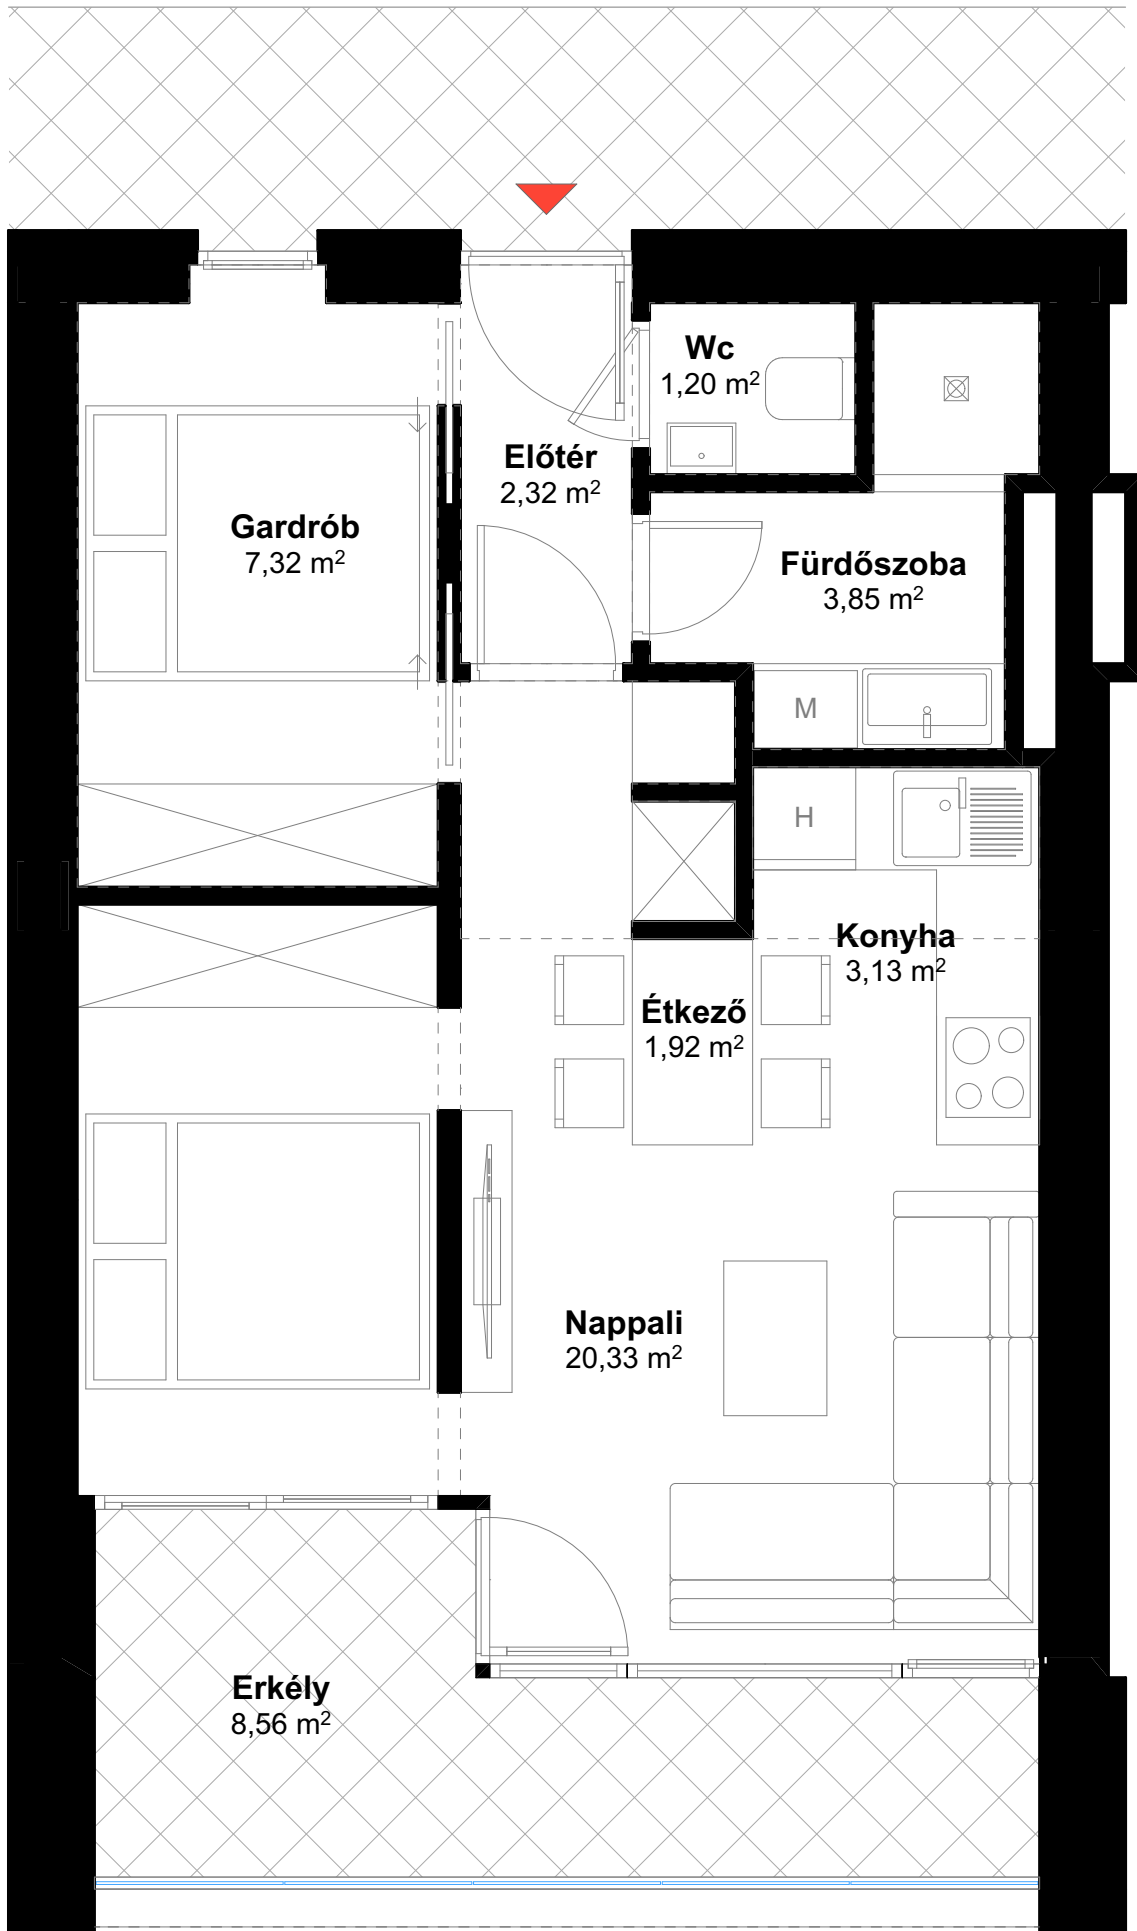 Wc
1,20 m²
Előtér
2,32 m²
Gardrób
7,32 m²
Fürdőszoba
3,85 m²
M
H
Konyha
3,13 m²
Étkező
1,92 m²
Nappali
20,33 m²
Erkély
8,56 m²